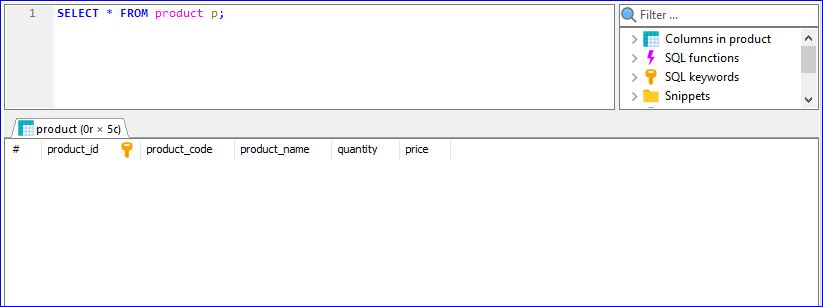 1 SELECT * FROM product p;
Filter ...
Columns in product
SQL functions
SQL keywords
Snippets
product (0r × 5c)
# product_id product_code product_name quantity price